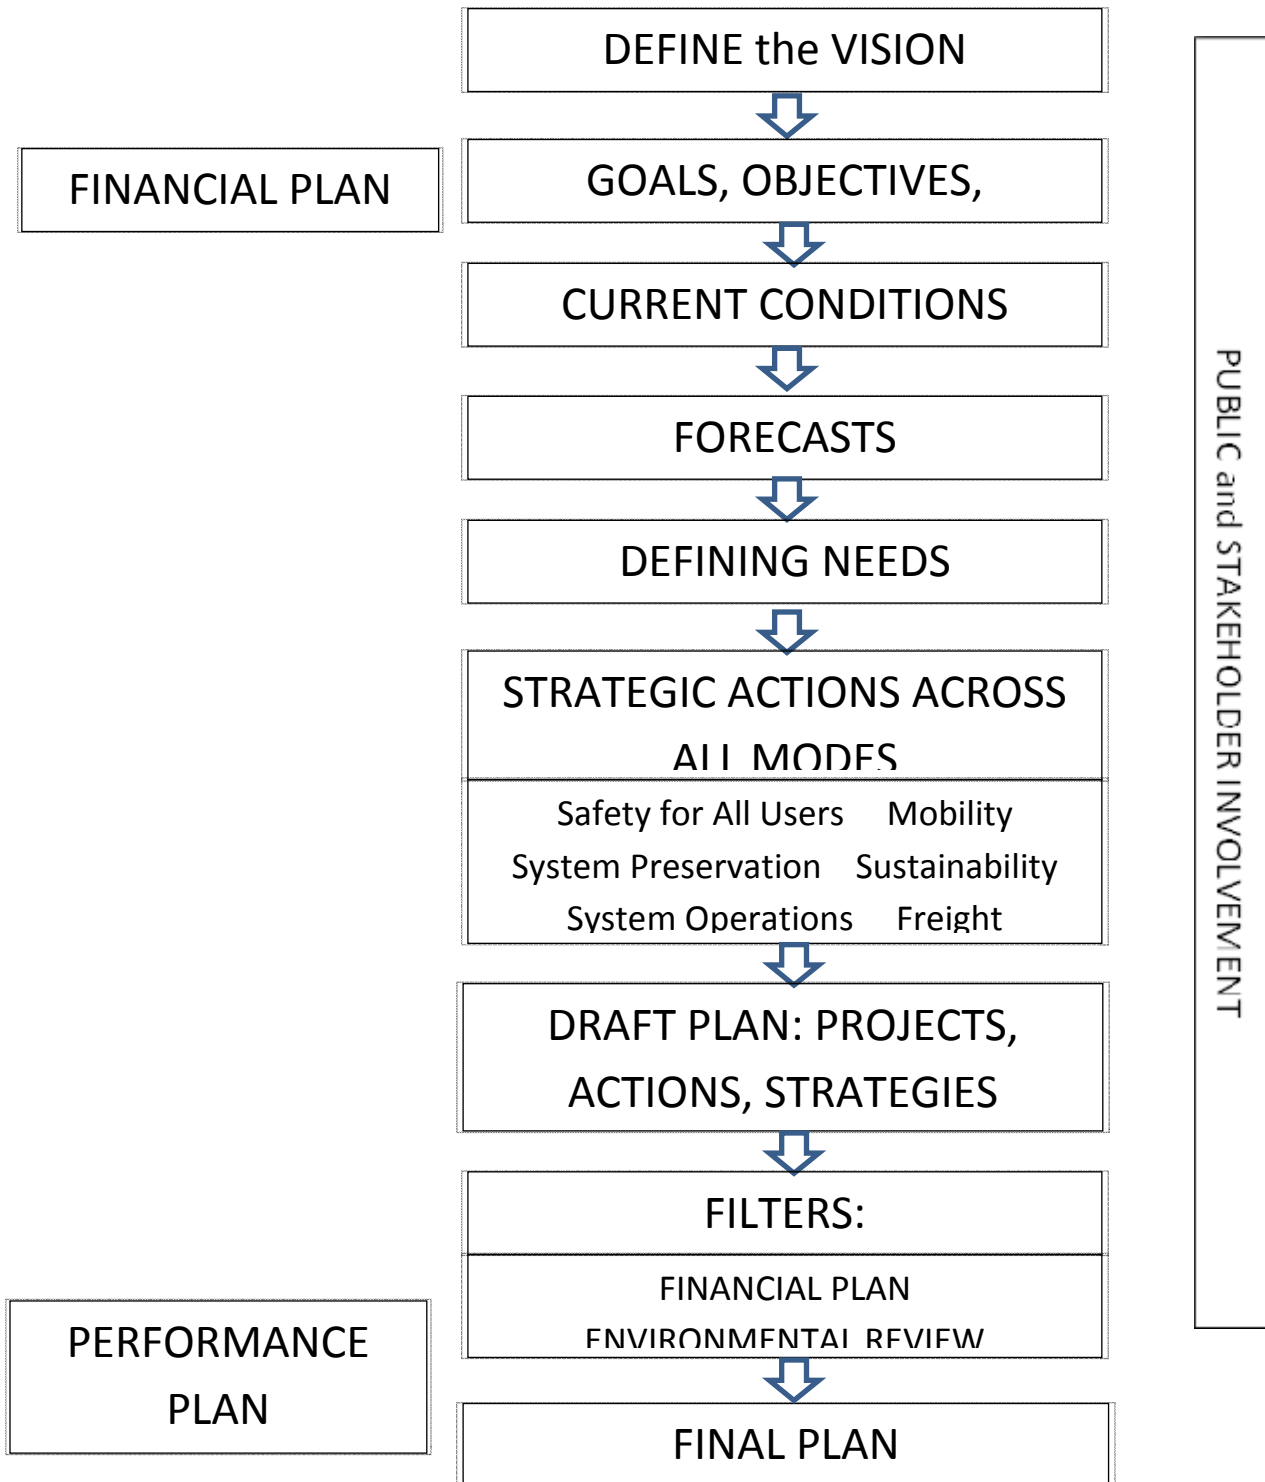 DEFINE the VISION
FINANCIAL PLAN
GOALS, OBJECTIVES,
CURRENT CONDITIONS
FORECASTS
DEFINING NEEDS
STRATEGIC ACTIONS ACROSS
ALL MODES
Safety for All Users Mobility
System Preservation Sustainability
System Operations Freight
DRAFT PLAN: PROJECTS,
ACTIONS, STRATEGIES
FILTERS:
FINANCIAL PLAN
ENVIRONMENTAL REVIEW
PERFORMANCE
PLAN
FINAL PLAN
PUBLIC and STAKEHOLDER INVOLVEMENT